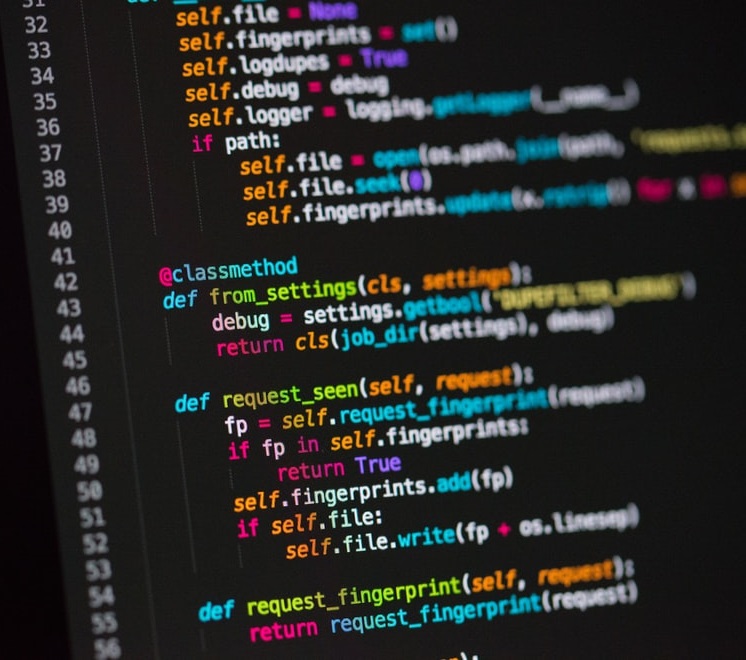 31
32 self.file = None
33 self.fingerprints = set()
34 self.logdupes = True
35 self.debug = debug
36 self.logger = logging.getLogger(__name__)
37 if path:
38 self.file = open(os.path.join(path, 'requests.
39 self.file.seek(0)
40 self.fingerprints.update(x.rstrip() for x in
41
42 @classmethod
43 def from_settings(cls, settings):
44 debug = settings.getbool('DUPEFILTER_DEBUG')
45 return cls(job_dir(settings), debug)
46
47 def request_seen(self, request):
48 fp = self.request_fingerprint(request)
49 if fp in self.fingerprints:
50 return True
51 self.fingerprints.add(fp)
52 if self.file:
53 self.file.write(fp + os.linesep)
54
55 def request_fingerprint(self, request):
56 return request_fingerprint(request)
):